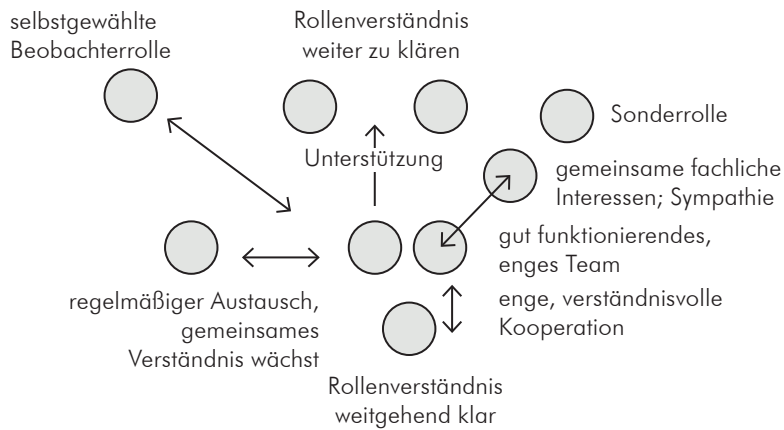 selbstgewählte
Beobachterrolle
Rollenverständnis
weiter zu klären
Sonderrolle
Unterstützung
gemeinsame fachliche
Interessen; Sympathie
gut funktionierendes,
enges Team
regelmäßiger Austausch,
gemeinsames
Verständnis wächst
enge, verständnisvolle
Kooperation
Rollenverständnis
weitgehend klar